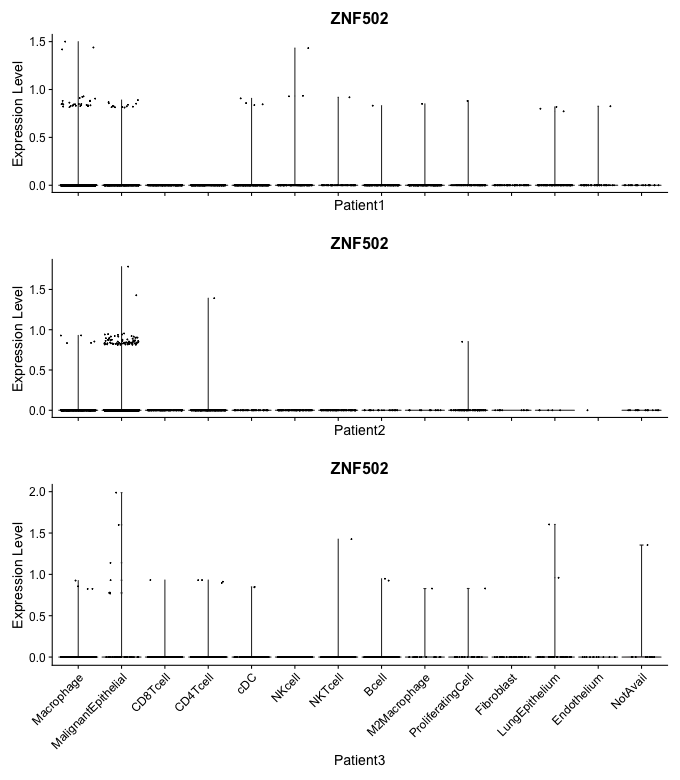 ZNF502
Expression Level
1.5
1.0
0.5
0.0
Patient1
ZNF502
Expression Level
1.5
1.0
0.5
0.0
Patient2
ZNF502
Expression Level
2.0
1.5
1.0
0.5
0.0
Macrophage
MalignantEpithelial
CD8Tcell
CD4Tcell
cDC
NKcell
NKTcell
Bcell
M2Macrophage
ProliferatingCell
Fibroblast
LungEpithelium
Endothelium
NotAvail
Patient3